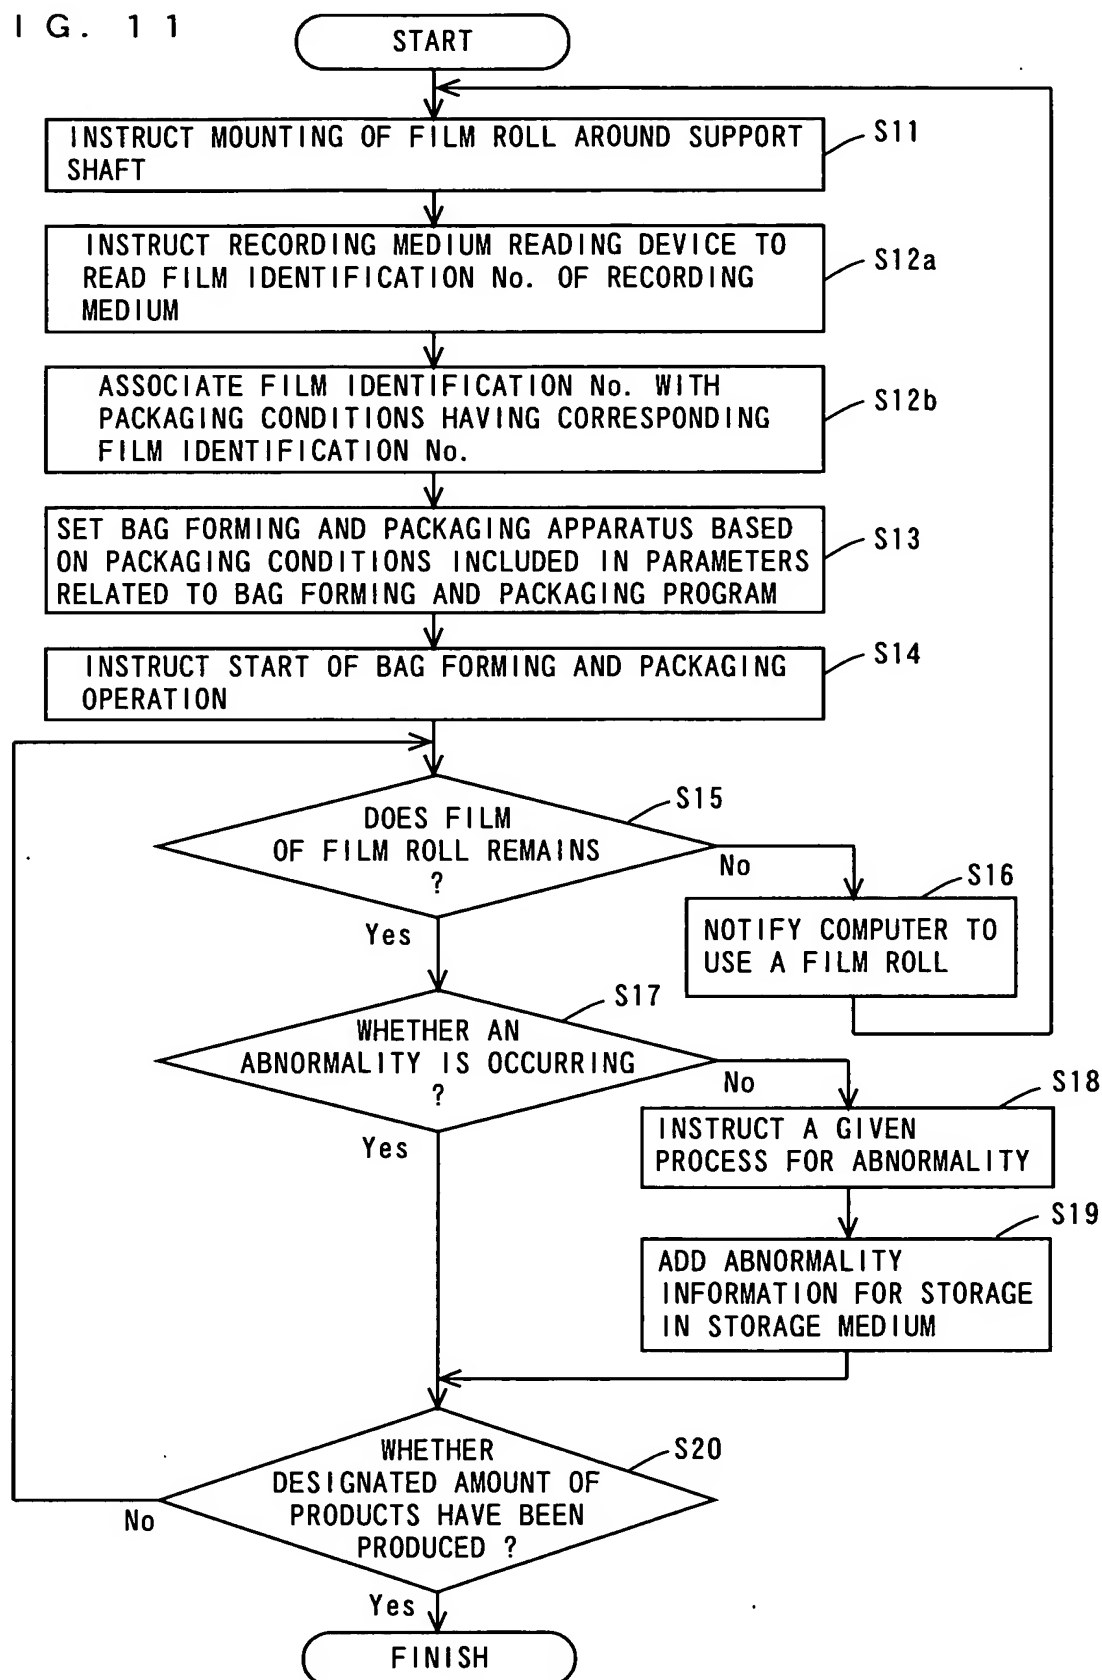 I G. 11
START
INSTRUCT MOUNTING OF FILM ROLL AROUND SUPPORT
SHAFT
S11
INSTRUCT RECORDING MEDIUM READING DEVICE TO
READ FILM IDENTIFICATION No. OF RECORDING
MEDIUM
S12a
ASSOCIATE FILM IDENTIFICATION No. WITH
PACKAGING CONDITIONS HAVING CORRESPONDING
FILM IDENTIFICATION No.
S12b
SET BAG FORMING AND PACKAGING APPARATUS BASED
ON PACKAGING CONDITIONS INCLUDED IN PARAMETERS
RELATED TO BAG FORMING AND PACKAGING PROGRAM
S13
INSTRUCT START OF BAG FORMING AND PACKAGING
OPERATION
S14
DOES FILM
OF FILM ROLL REMAINS
?
S15
No
Yes
S16
NOTIFY COMPUTER TO
USE A FILM ROLL
WHETHER AN
ABNORMALITY IS OCCURRING
?
S17
No
Yes
S18
INSTRUCT A GIVEN
PROCESS FOR ABNORMALITY
S19
ADD ABNORMALITY
INFORMATION FOR STORAGE
IN STORAGE MEDIUM
WHETHER
DESIGNATED AMOUNT OF
PRODUCTS HAVE BEEN
PRODUCED ?
S20
No
Yes
FINISH